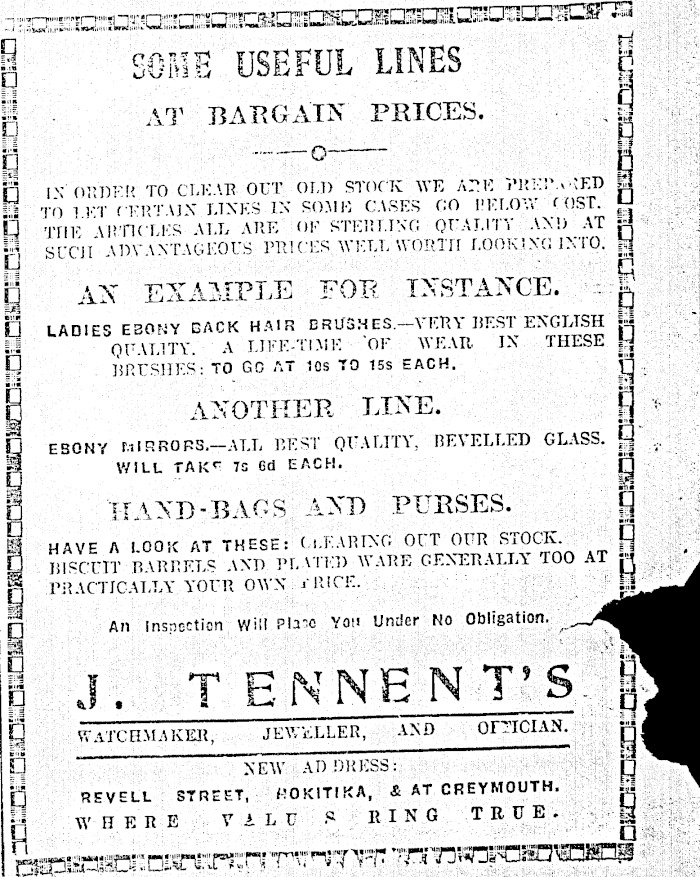 SOME USEFUL LINES
AT BARGAIN PRICES.
IN ORDER TO CLEAR OUT OLD STOCK WE ARE PREPARED
TO LET CERTAIN LINES IN SOME CASES GO BELOW COST.
THE ARTICLES ALL ARE OF STERLING QUALITY AND AT
SUCH ADVANTAGEOUS PRICES WELL WORTH LOOKING INTO.
AN EXAMPLE FOR INSTANCE.
LADIES EBONY BACK HAIR BRUSHES.—VERY BEST ENGLISH
QUALITY. A LIFE-TIME OF WEAR IN THESE
BRUSHES: TO GO AT 10s TO 15s EACH.
ANOTHER LINE.
EBONY MIRRORS.—ALL BEST QUALITY, BEVELLED GLASS.
WILL TAKE 7s 6d EACH.
HAND-BAGS AND PURSES.
HAVE A LOOK AT THESE: CLEARING OUT OUR STOCK.
BISCUIT BARRELS AND PLATED WARE GENERALLY TOO AT
PRACTICALLY YOUR OWN PRICE.
An Inspection Will Place You Under No Obligation.
J. TENNENT'S
WATCHMAKER, JEWELLER, AND OPTICIAN.
NEW ADDRESS:
REVELL STREET, HOKITIKA, & AT GREYMOUTH.
WHERE VALUES RING TRUE.